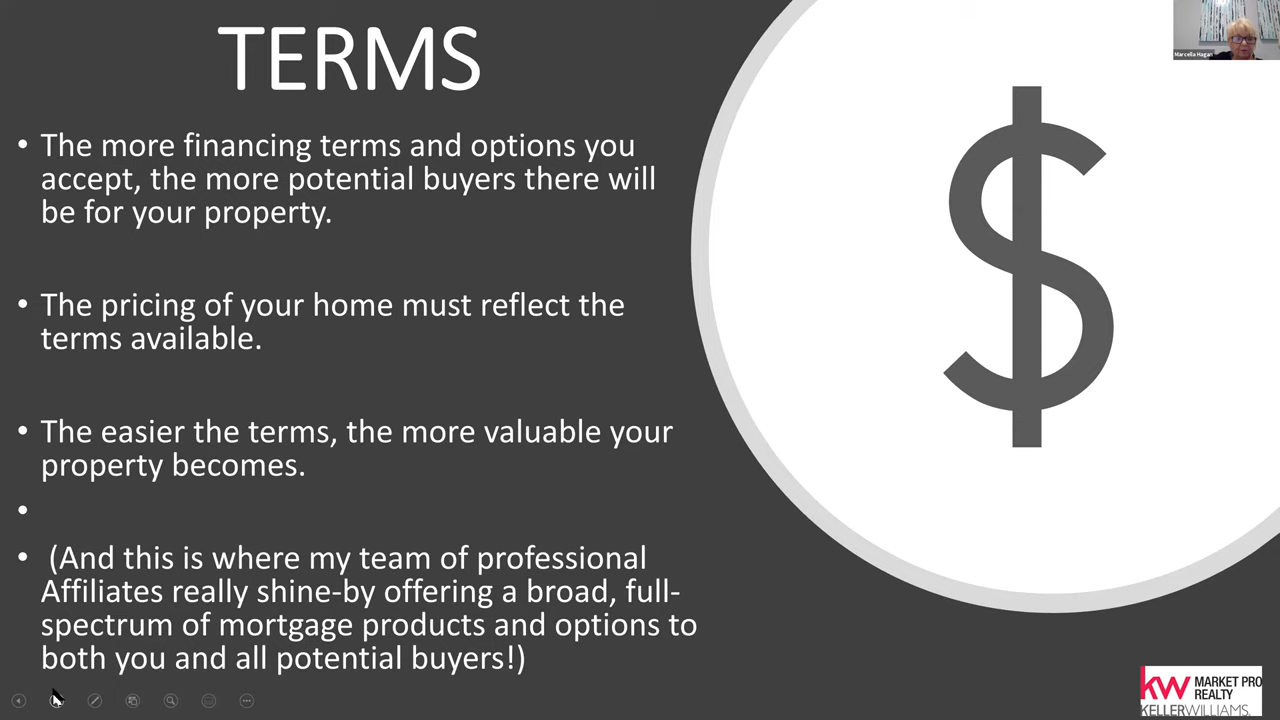 TERMS
• The more financing terms and options you
accept, the more potential buyers there will
be for your property.
• The pricing of your home must reflect the
terms available.
• The easier the terms, the more valuable your
property becomes.
•
• (And this is where my team of professional
Affiliates really shine-by offering a broad, full-
spectrum of mortgage products and options to
both you and all potential buyers!)
$
Marcella Hagan
kw MARKET PRO
REALTY
KELLERWILLIAMS.